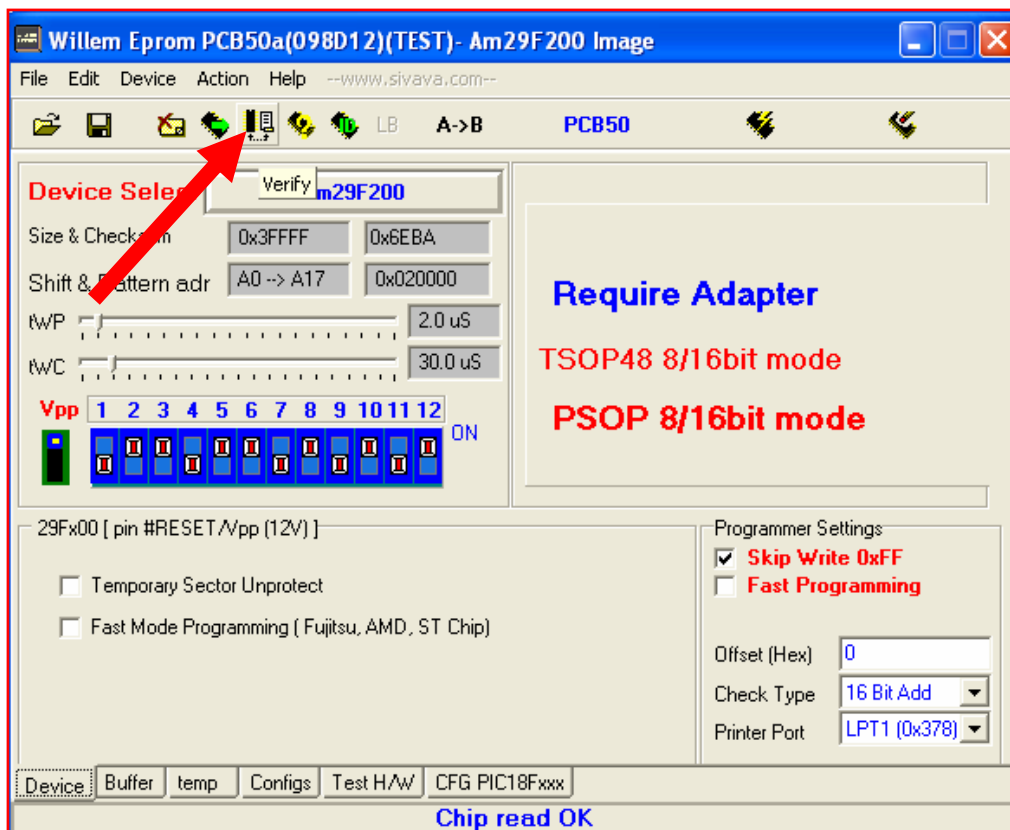 Willem Eprom PCB50a(098D12)(TEST)- Am29F200 Image
File Edit Device Action Help --www.sivava.com--
LB A->B PCB50
Verify
Device Selec m29F200
Size & Check m 0x3FFFF 0x6EBA
Shift & P ttern adr A0 --> A17 0x020000
tWP 2.0 uS
tWC 30.0 uS
Vpp 1 2 3 4 5 6 7 8 9 10 11 12
ON
Require Adapter
TSOP48 8/16bit mode
PSOP 8/16bit mode
29Fx00 [ pin #RESET/Vpp (12V) ]
Temporary Sector Unprotect
Fast Mode Programming ( Fujitsu, AMD, ST Chip)
Programmer Settings
Skip Write 0xFF
Fast Programming
Offset (Hex) 0
Check Type 16 Bit Add
Printer Port LPT1 (0x378)
Device Buffer temp Configs Test H/W CFG PIC18Fxxx
Chip read OK